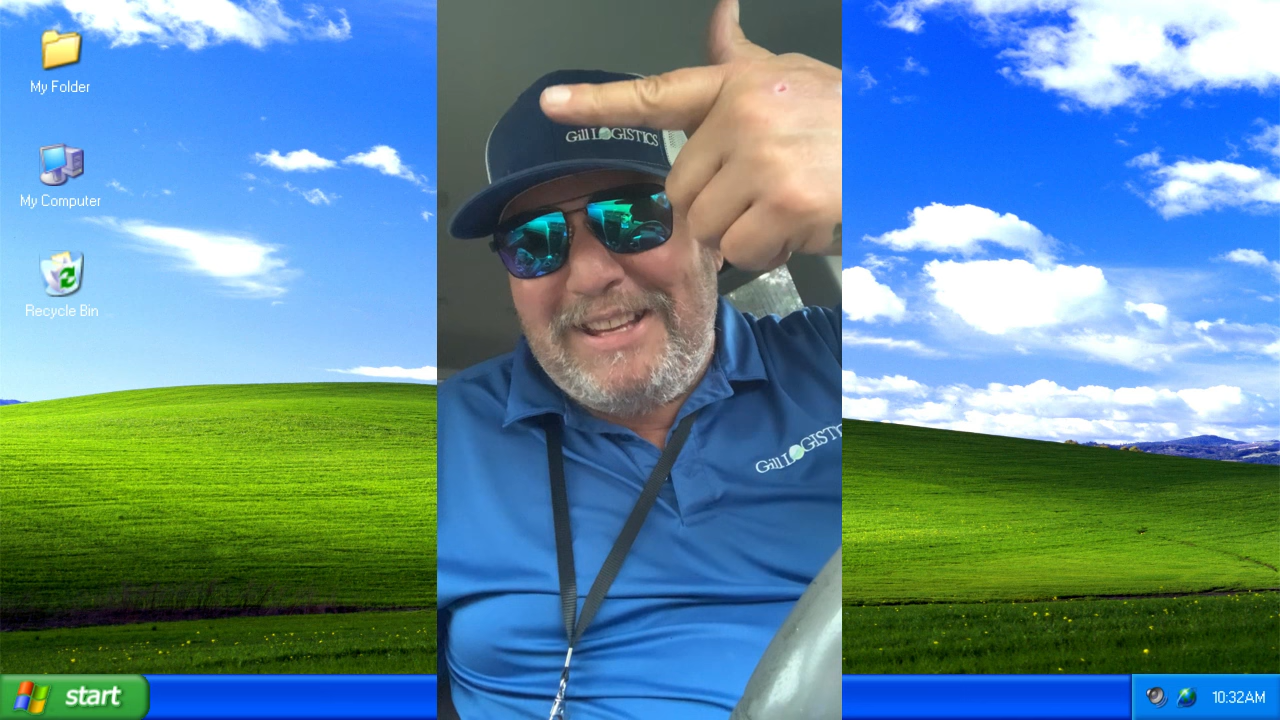 My Folder
My Computer
Recycle Bin
Gill LOGISTICS
Gill LOGISTICS
start
10:32AM